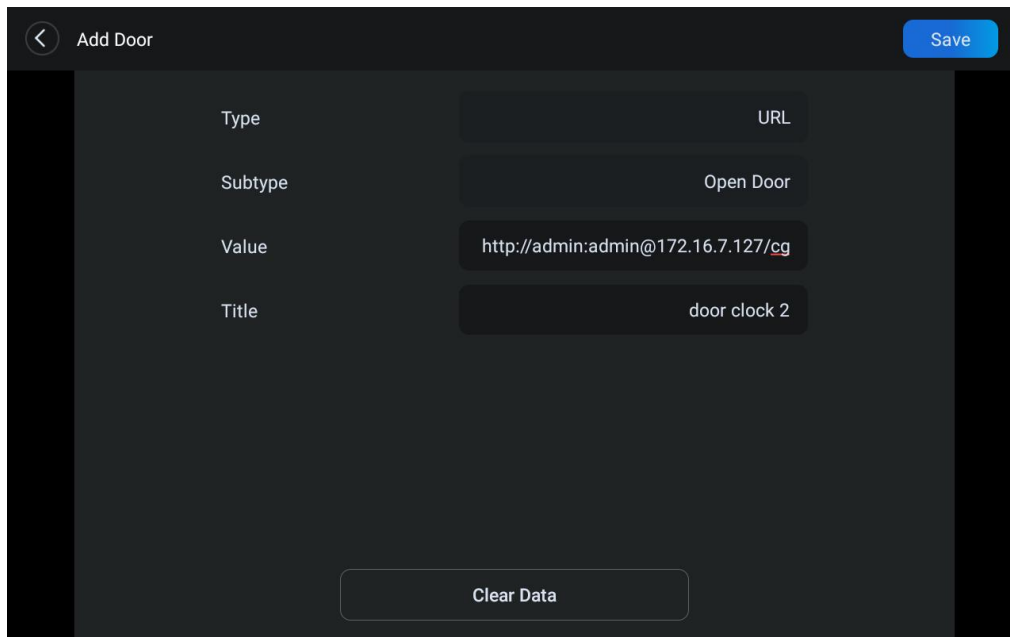 Add Door
Save
Type
URL
Subtype
Open Door
Value
http://admin:admin@172.16.7.127/cg
Title
door clock 2
Clear Data